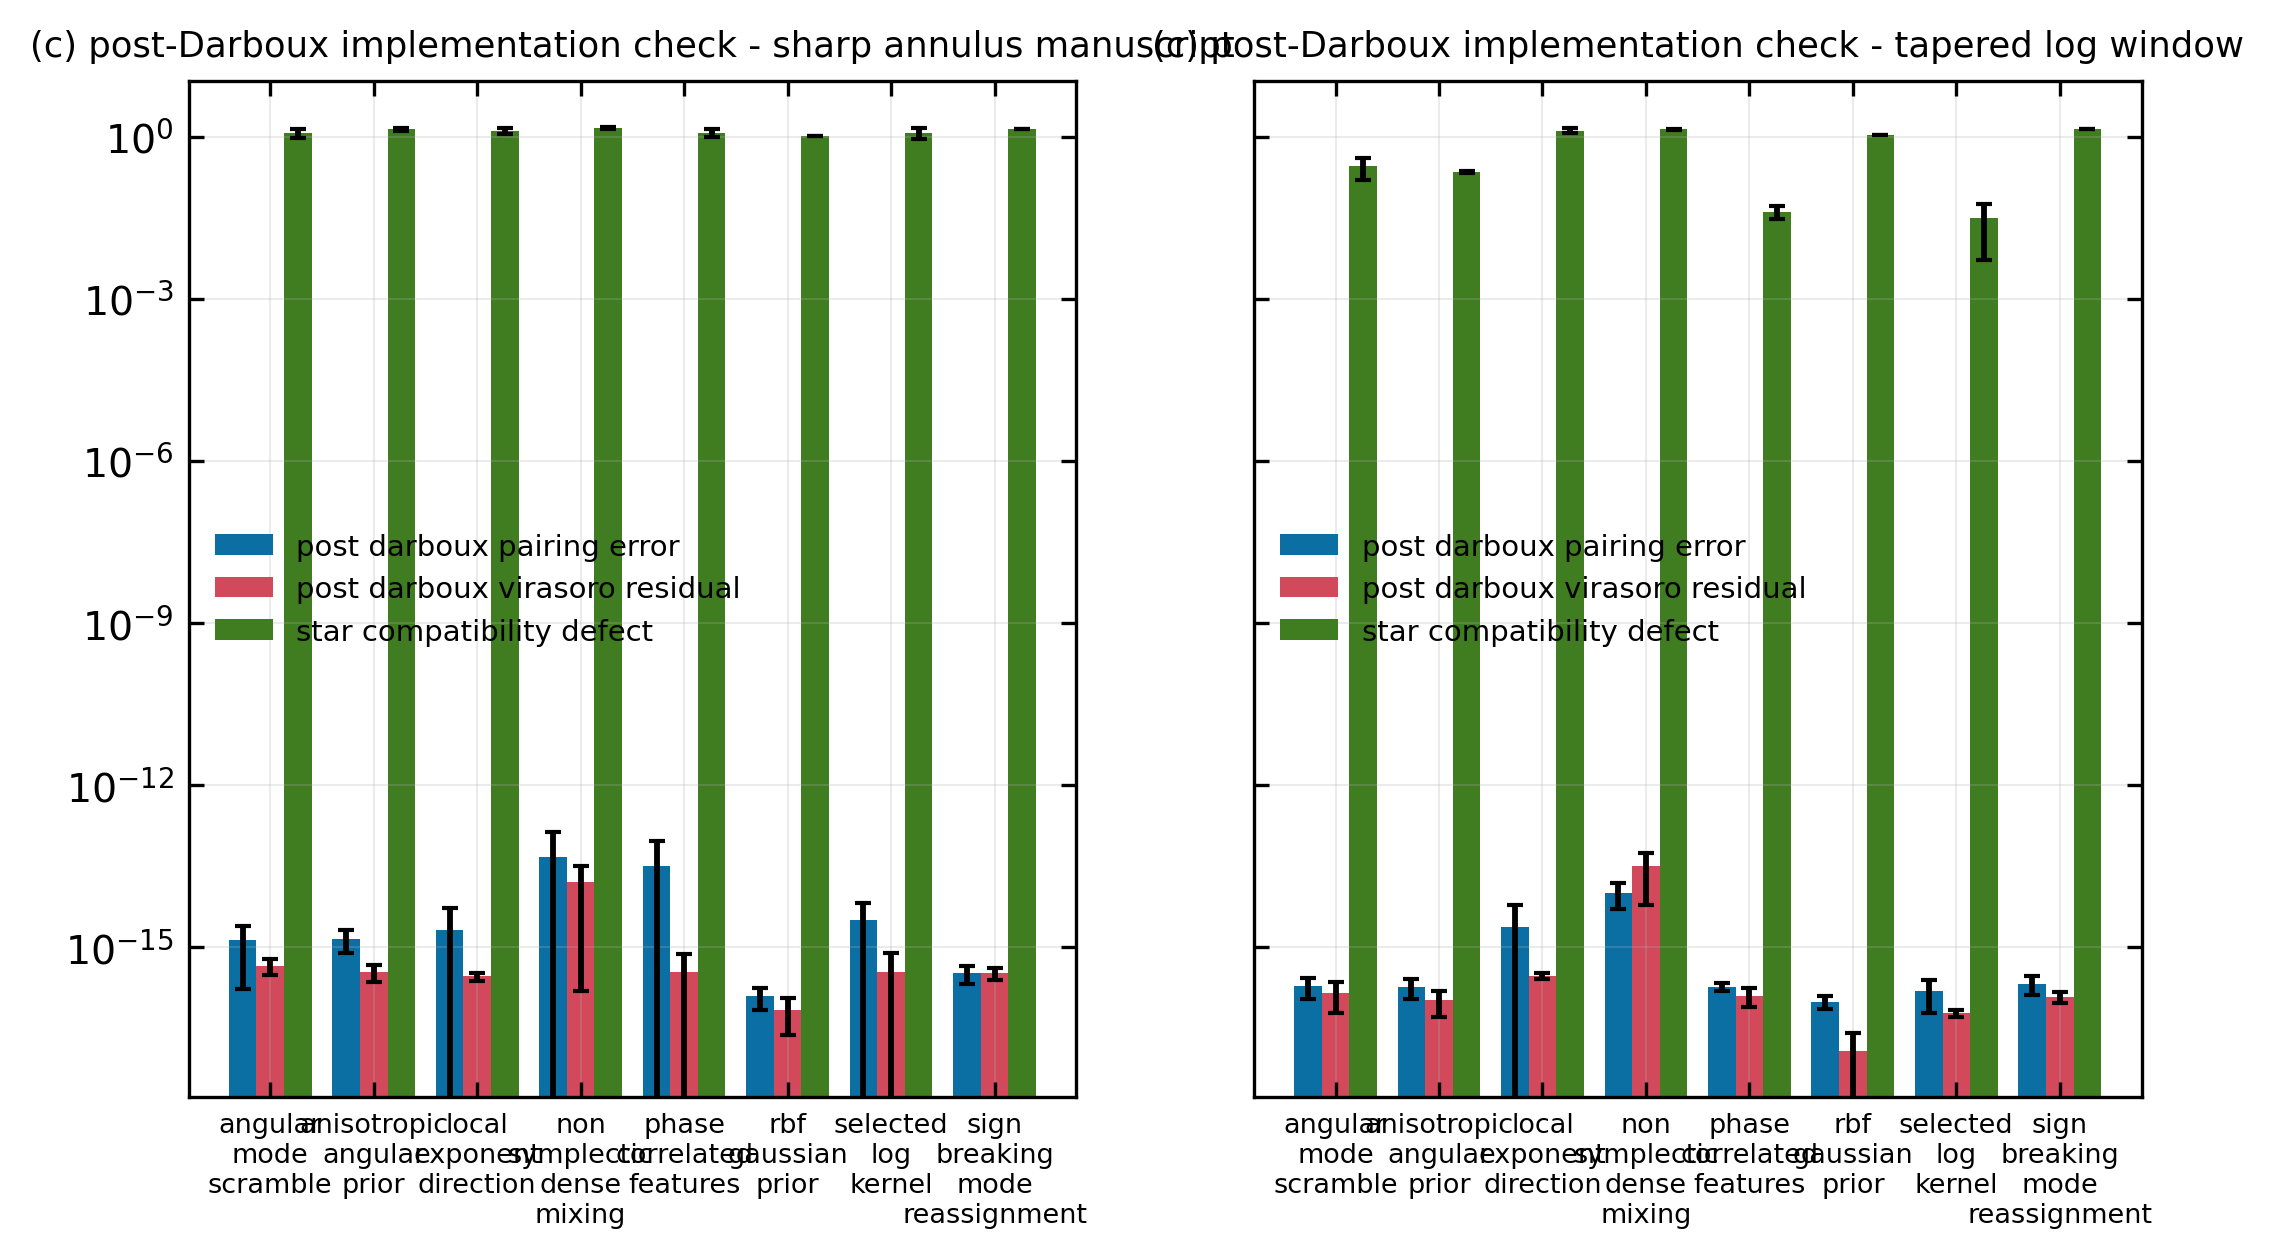 (c) post-Darboux implementation check - sharp annulus manuscript
(c) post-Darboux implementation check - tapered log window
10⁰
10⁻³
10⁻⁶
10⁻⁹
10⁻¹²
10⁻¹⁵
post darboux pairing error
post darboux virasoro residual
star compatibility defect
post darboux pairing error
post darboux virasoro residual
star compatibility defect
angular anisotropic local non phase rbf selected sign
mode angular exponent symplectic correlated gaussian log breaking
scramble prior direction dense features prior kernel mode
mixing reassignment
angular anisotropic local non phase rbf selected sign
mode angular exponent symplectic correlated gaussian log breaking
scramble prior direction dense features prior kernel mode
mixing reassignment